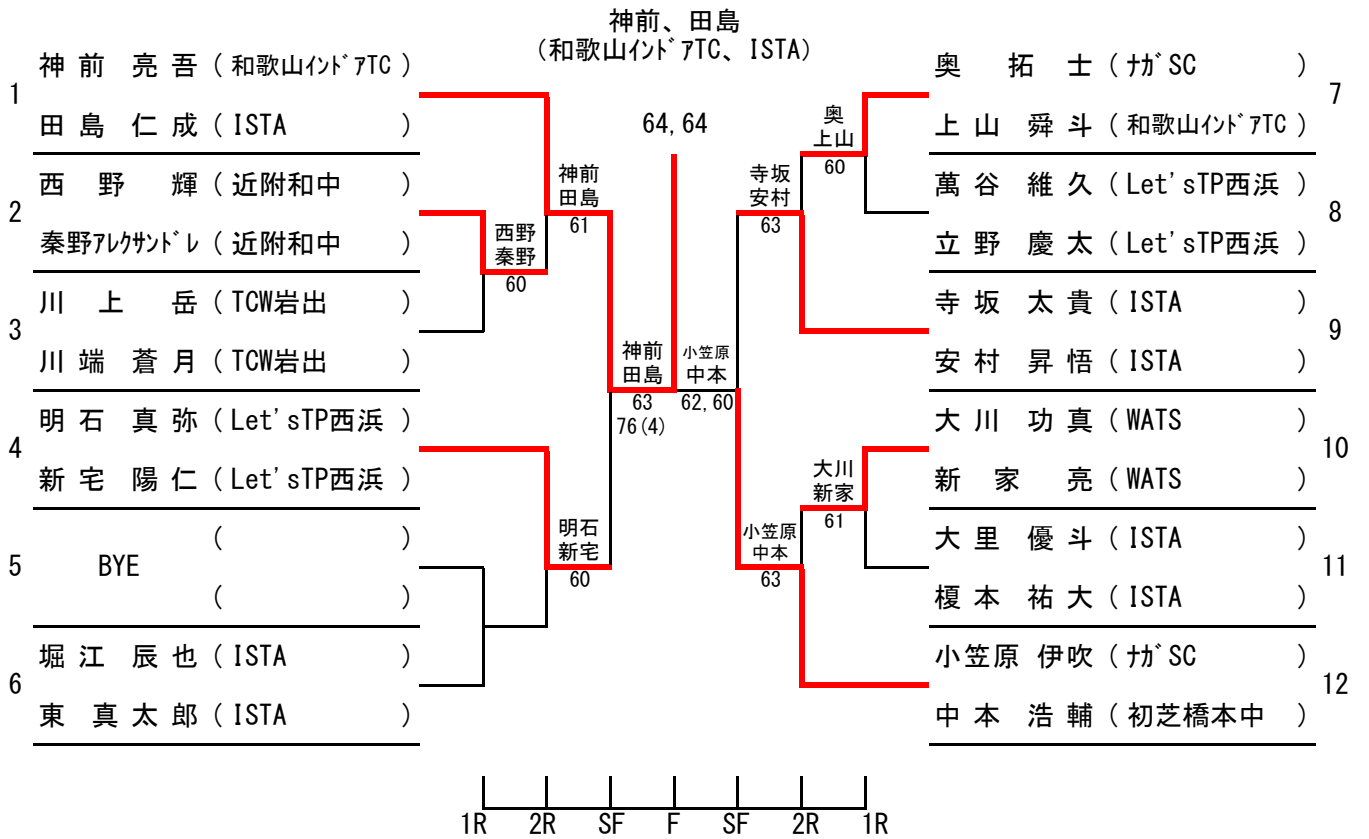 神前、田島
(和歌山インドアTC、ISTA)
64, 64
1
神前 亮吾 (和歌山インドアTC)
田島 仁成 (ISTA)
2
西野 輝 (近附和中)
秦野アレクサンドレ (近附和中)
3
川上 岳 (TCW岩出)
川端 蒼月 (TCW岩出)
4
明石 真弥 (Let'sTP西浜)
新宅 陽仁 (Let'sTP西浜)
5
BYE
( )
( )
6
堀江 辰也 (ISTA)
東 真太郎 (ISTA)
西野
秦野
60
神前
田島
61
明石
新宅
60
神前
田島
63
76(4)
小笠原
中本
62, 60
寺坂
安村
63
小笠原
中本
63
奥
上山
60
大川
新家
61
奥 拓士 (ナガSC)
上山 舜斗 (和歌山インドアTC)
7
萬谷 維久 (Let'sTP西浜)
立野 慶太 (Let'sTP西浜)
8
寺坂 太貴 (ISTA)
安村 昇悟 (ISTA)
9
大川 功真 (WATS)
新家 亮 (WATS)
10
大里 優斗 (ISTA)
榎本 祐大 (ISTA)
11
小笠原 伊吹 (ナガSC)
中本 浩輔 (初芝橋本中)
12
1R 2R SF F SF 2R 1R